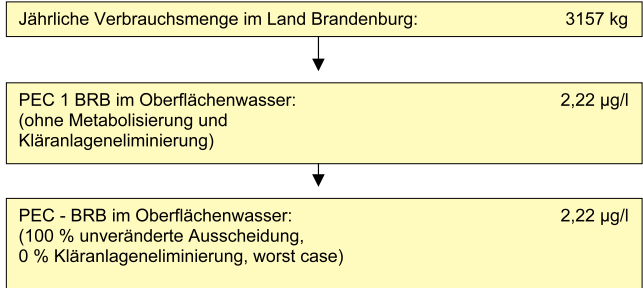 Jährliche Verbrauchsmenge im Land Brandenburg: 3157 kg
PEC 1 BRB im Oberflächenwasser: 2,22 µg/l
(ohne Metabolisierung und
Kläranlageneliminierung)
PEC - BRB im Oberflächenwasser: 2,22 µg/l
(100 % unveränderte Ausscheidung,
0 % Kläranlageneliminierung, worst case)